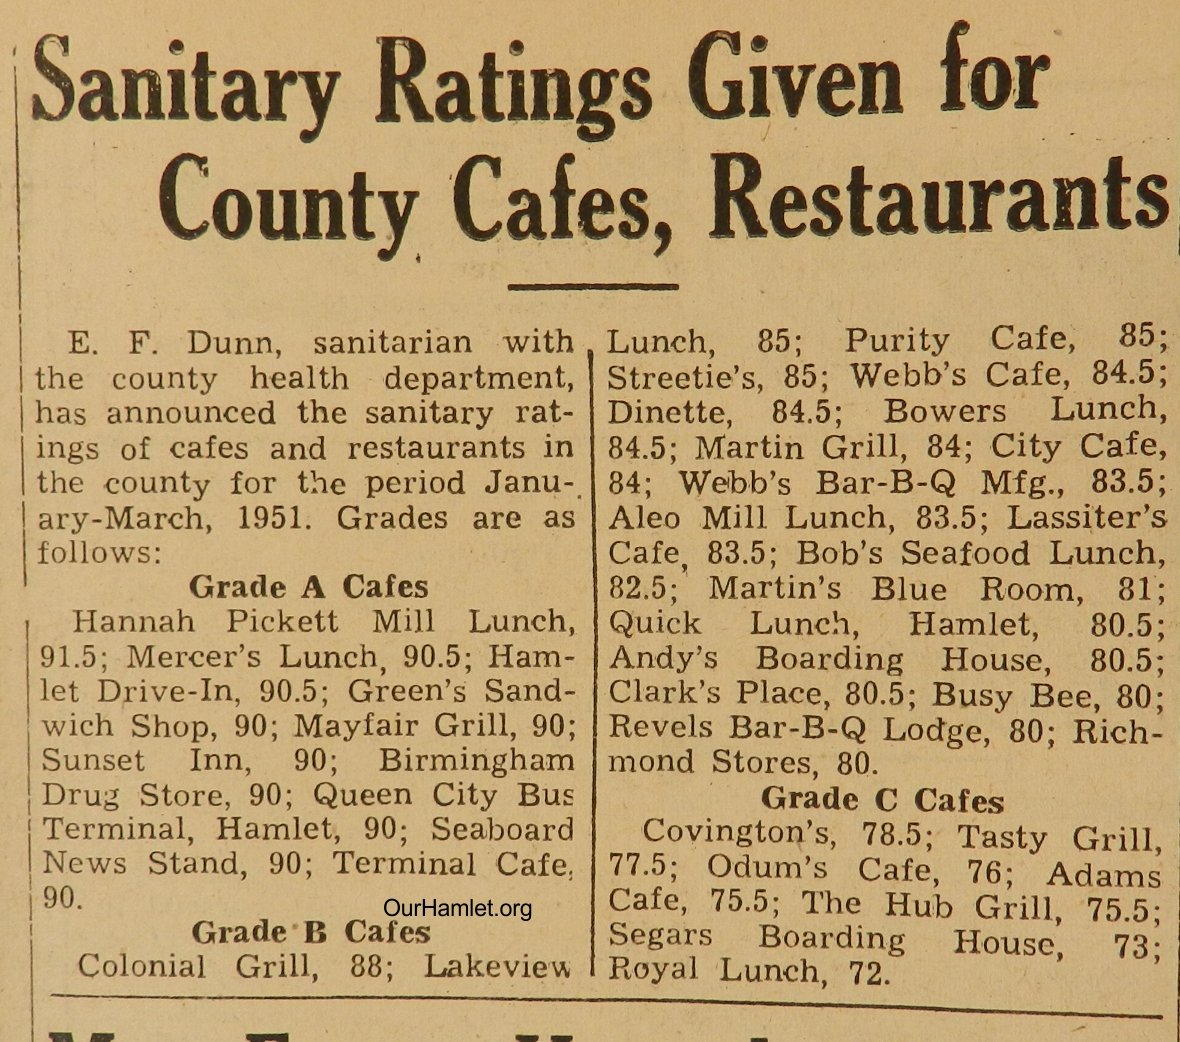 Sanitary Ratings Given for
County Cafes, Restaurants
E. F. Dunn, sanitarian with
the county health department,
has announced the sanitary rat-
ings of cafes and restaurants in
the county for the period Janu-
ary-March, 1951. Grades are as
follows:
Grade A Cafes
Hannah Pickett Mill Lunch,
91.5; Mercer's Lunch, 90.5; Ham-
let Drive-In, 90.5; Green's Sand-
wich Shop, 90; Mayfair Grill, 90;
Sunset Inn, 90; Birmingham
Drug Store, 90; Queen City Bus
Terminal, Hamlet, 90; Seaboard
News Stand, 90; Terminal Cafe,
90.
OurHamlet.org
Grade B Cafes
Colonial Grill, 88; Lakeview
Lunch, 85; Purity Cafe, 85;
Streetie's, 85; Webb's Cafe, 84.5;
Dinette, 84.5; Bowers Lunch,
84.5; Martin Grill, 84; City Cafe,
84; Webb's Bar-B-Q Mfg., 83.5;
Aleo Mill Lunch, 83.5; Lassiter's
Cafe, 83.5; Bob's Seafood Lunch,
82.5; Martin's Blue Room, 81;
Quick Lunch, Hamlet, 80.5;
Andy's Boarding House, 80.5;
Clark's Place, 80.5; Busy Bee, 80;
Revels Bar-B-Q Lodge, 80; Rich-
mond Stores, 80.
Grade C Cafes
Covington's, 78.5; Tasty Grill,
77.5; Odum's Cafe, 76; Adams
Cafe, 75.5; The Hub Grill, 75.5;
Segars Boarding House, 73;
Royal Lunch, 72.